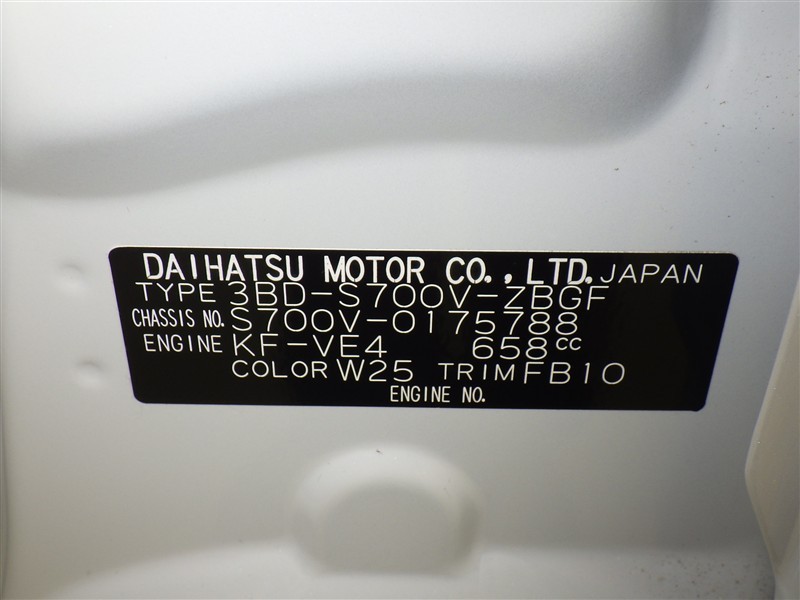 DAIHATSU MOTOR CO., LTD. JAPAN
TYPE 3BD-S700V-ZBGF
CHASSIS NO. S700V-0175788
ENGINE KF-VE4 658cc
COLOR W25 TRIM FB10
ENGINE NO.